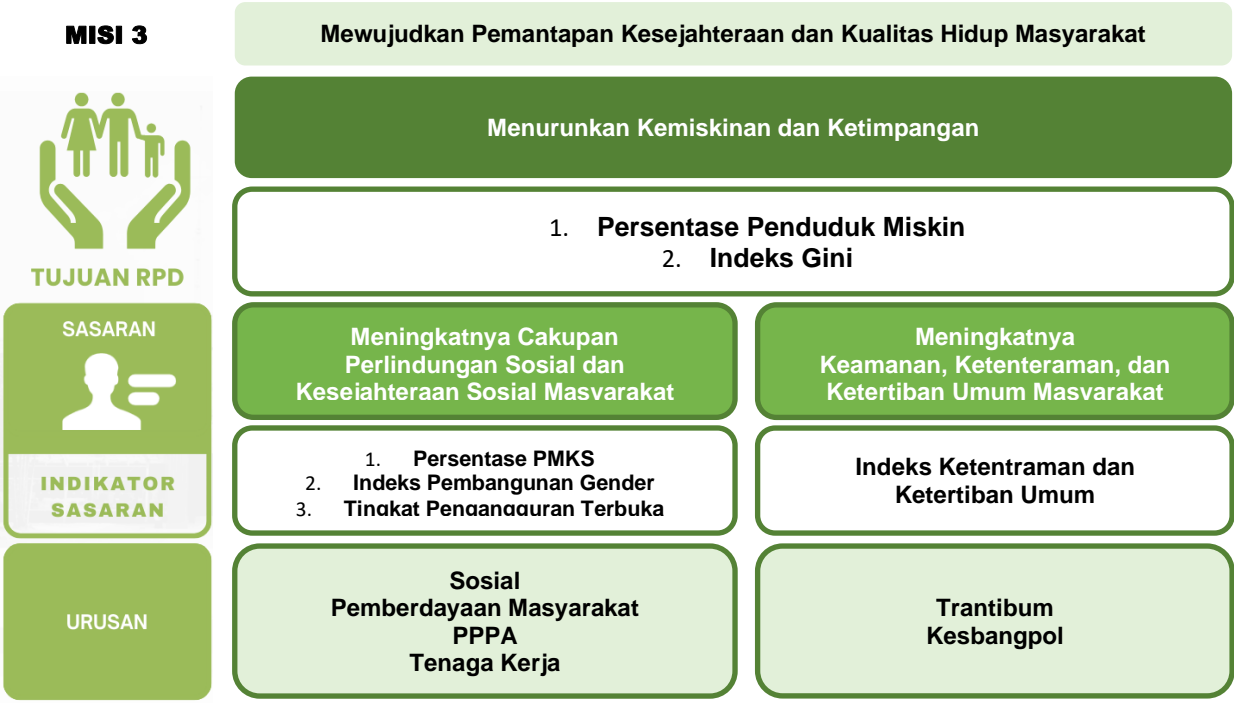 MISI 3
Mewujudkan Pemantapan Kesejahteraan dan Kualitas Hidup Masyarakat
TUJUAN RPD
Menurunkan Kemiskinan dan Ketimpangan
1. Persentase Penduduk Miskin
2. Indeks Gini
SASARAN
Meningkatnya Cakupan
Perlindungan Sosial dan
Kesejahteraan Sosial Masyarakat
Meningkatnya
Keamanan, Ketenteraman, dan
Ketertiban Umum Masyarakat
INDIKATOR
SASARAN
1. Persentase PMKS
2. Indeks Pembangunan Gender
3. Tingkat Pengangguran Terbuka
Indeks Ketentraman dan
Ketertiban Umum
URUSAN
Sosial
Pemberdayaan Masyarakat
PPPA
Tenaga Kerja
Trantibum
Kesbangpol